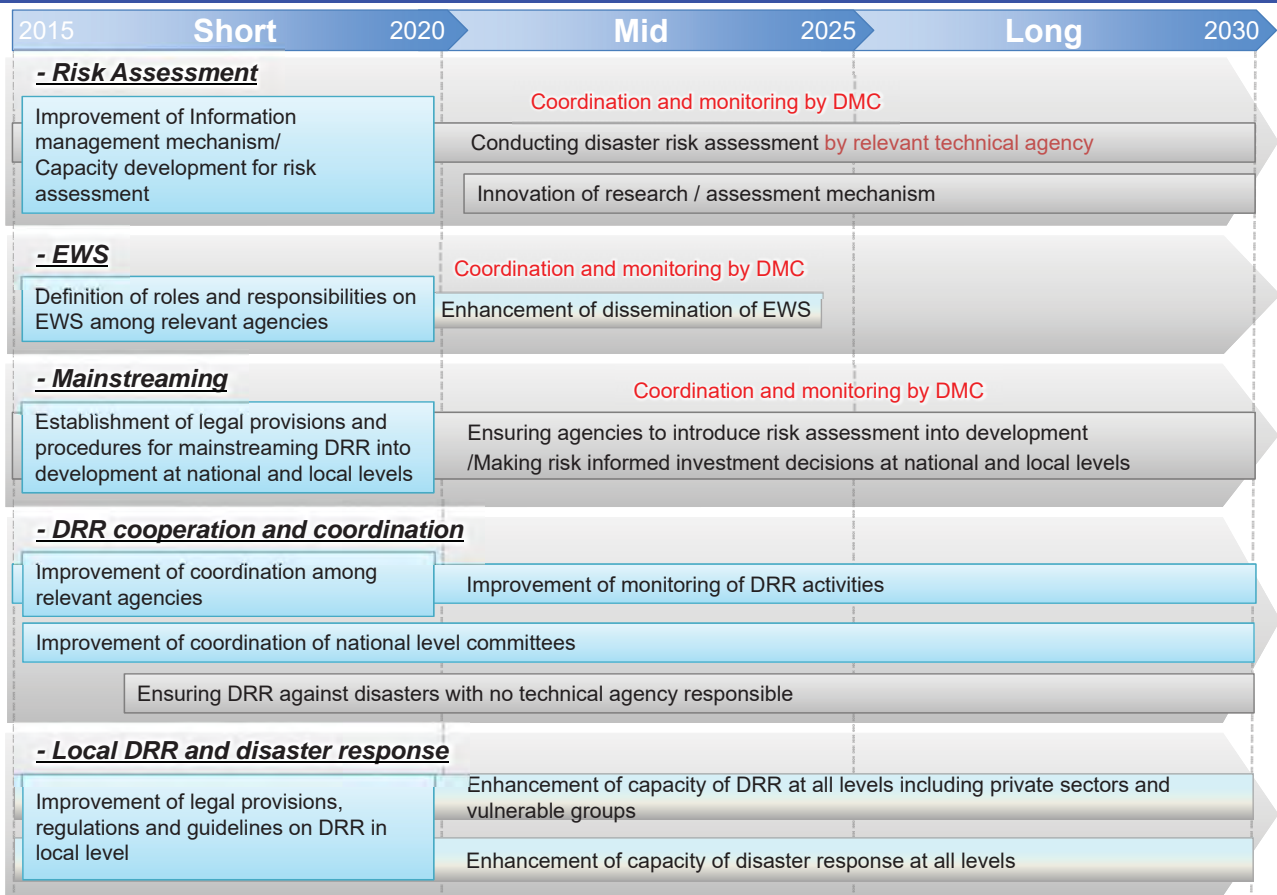 2015 Short 2020 Mid 2025 Long 2030
- Risk Assessment
Improvement of Information
management mechanism/
Capacity development for risk
assessment
Coordination and monitoring by DMC
Conducting disaster risk assessment by relevant technical agency
Innovation of research / assessment mechanism
- EWS
Definition of roles and responsibilities on
EWS among relevant agencies
Coordination and monitoring by DMC
Enhancement of dissemination of EWS
- Mainstreaming
Establishment of legal provisions and
procedures for mainstreaming DRR into
development at national and local levels
Coordination and monitoring by DMC
Ensuring agencies to introduce risk assessment into development
/Making risk informed investment decisions at national and local levels
- DRR cooperation and coordination
Improvement of coordination among
relevant agencies
Improvement of monitoring of DRR activities
Improvement of coordination of national level committees
Ensuring DRR against disasters with no technical agency responsible
- Local DRR and disaster response
Improvement of legal provisions,
regulations and guidelines on DRR in
local level
Enhancement of capacity of DRR at all levels including private sectors and
vulnerable groups
Enhancement of capacity of disaster response at all levels